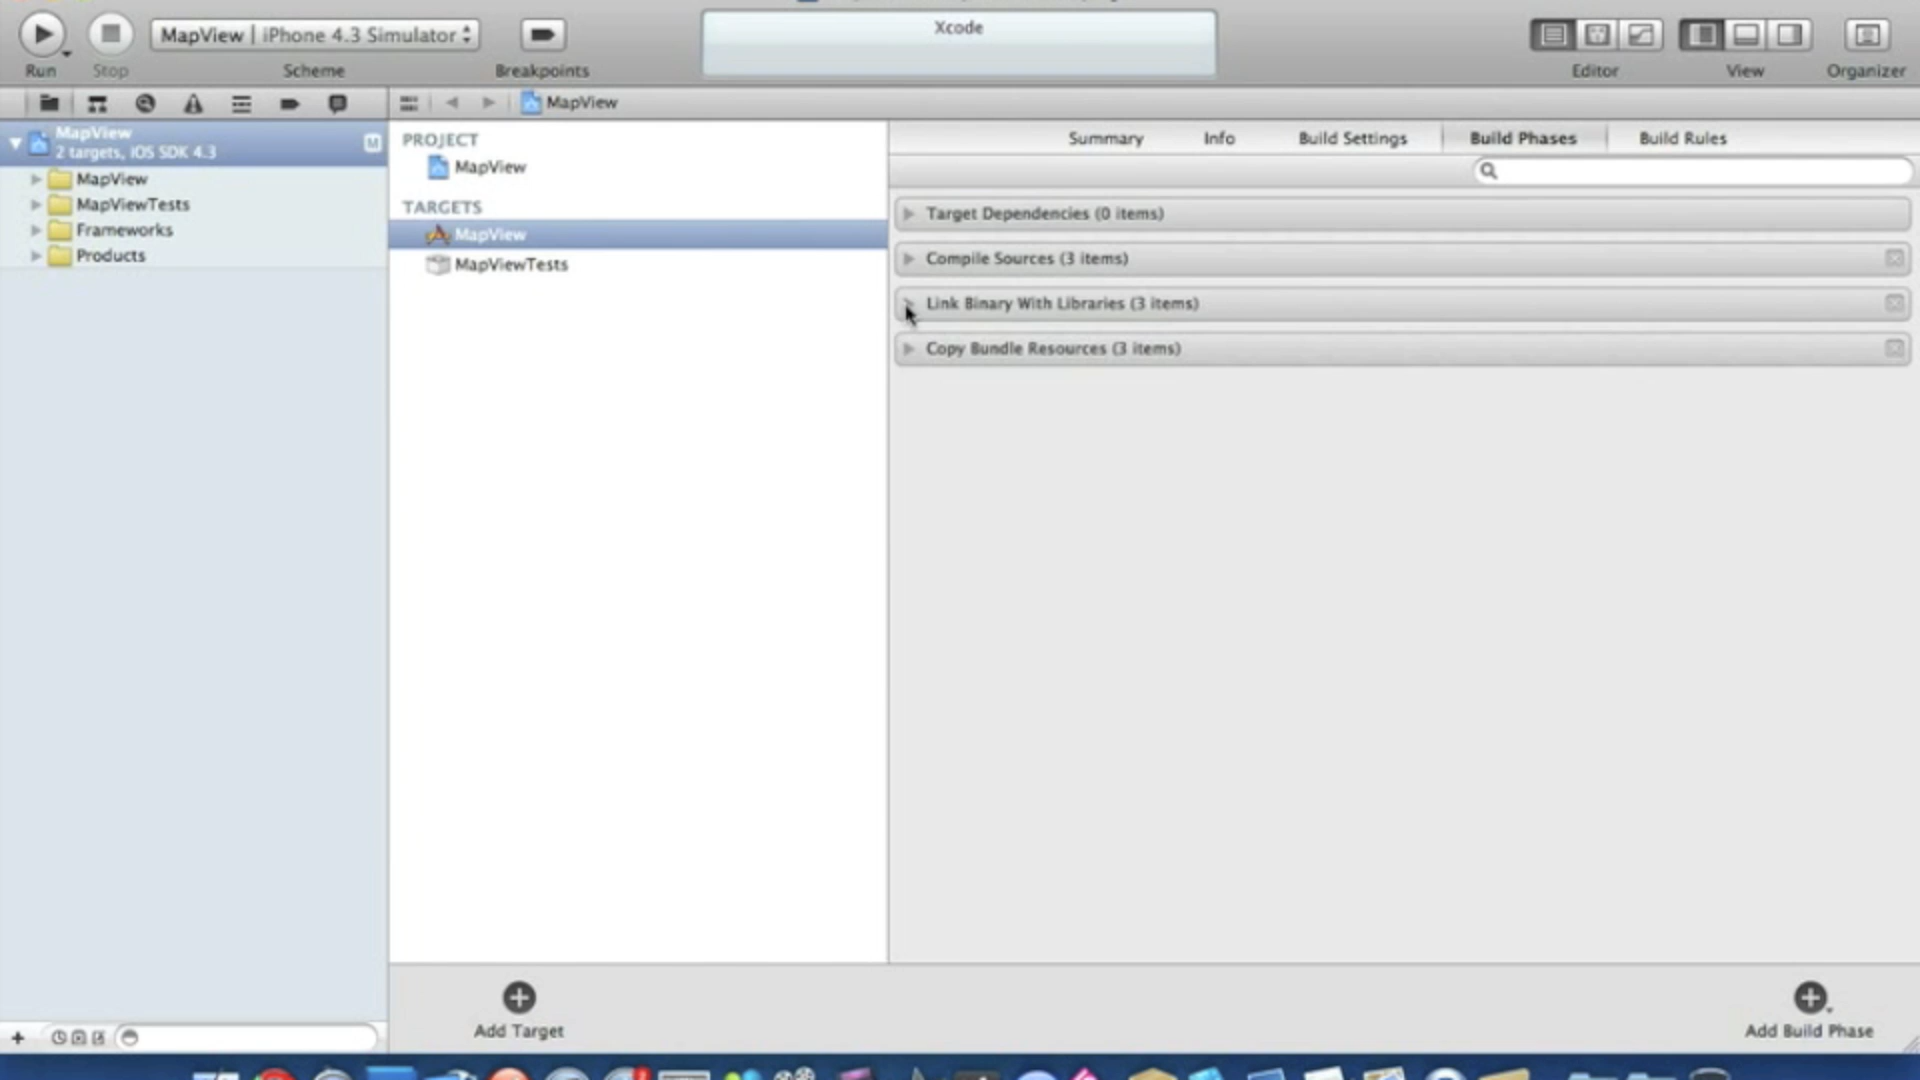 Xcode
MapView | iPhone 4.3 Simulator
Run
Stop
Scheme
Breakpoints
Editor
View
Organizer
MapView
MapView
2 targets, iOS SDK 4.3
M
MapView
MapViewTests
Frameworks
Products
PROJECT
MapView
TARGETS
MapView
MapViewTests
Summary
Info
Build Settings
Build Phases
Build Rules
Target Dependencies (0 items)
Compile Sources (3 items)
Link Binary With Libraries (3 items)
Copy Bundle Resources (3 items)
Add Target
Add Build Phase